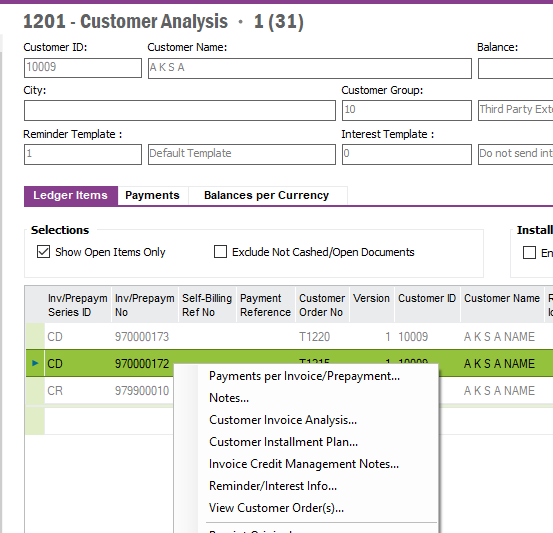 1201 - Customer Analysis • 1 (31)
Customer ID: Customer Name: Balance:
10009 A K S A
City: Customer Group:
10 Third Party Exte
Reminder Template : Interest Template :
1 Default Template 0 Do not send int
Ledger Items Payments Balances per Currency
Selections Install
Show Open Items Only Exclude Not Cashed/Open Documents En
Inv/Prepaym Inv/Prepaym Self-Billing Payment Customer Version Customer ID Customer Name R
Series ID No Ref No Reference Order No
CD 970000173 T1220 1 10009 A K S A NAME
CD 970000172 T1215 1 10009 A K S A NAME
CR 979900010 A K S A NAME
Payments per Invoice/Prepayment...
Notes...
Customer Invoice Analysis...
Customer Installment Plan...
Invoice Credit Management Notes...
Reminder/Interest Info...
View Customer Order(s)...